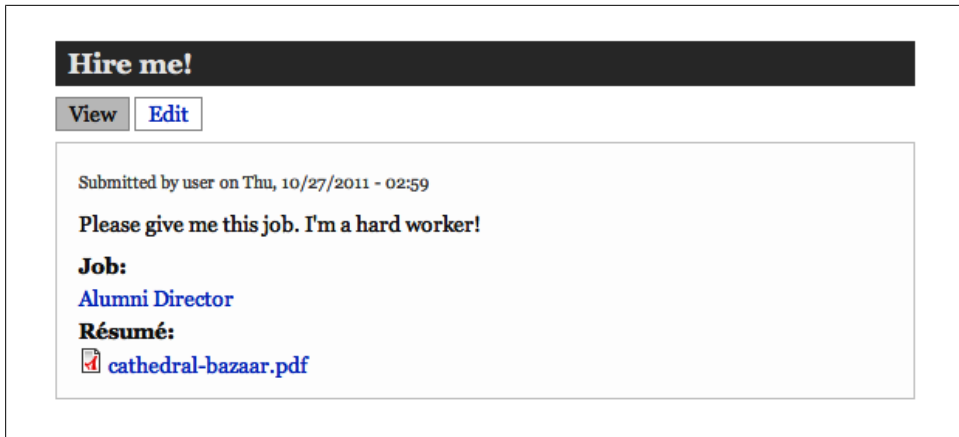 Hire me!
View Edit
Submitted by user on Thu, 10/27/2011 - 02:59
Please give me this job. I'm a hard worker!
Job:
Alumni Director
Résumé:
cathedral-bazaar.pdf